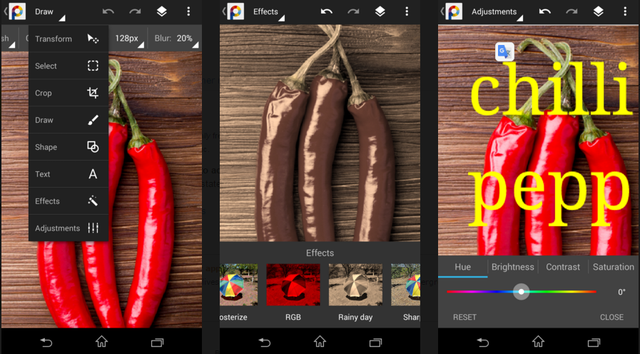 Draw
sh
128px
Blur: 20%
Transform
Select
Crop
Draw
Shape
Text
Effects
Adjustments
Effects
Effects
osterize
RGB
Rainy day
Shar
Adjustments
chilli
pepp
Hue
Brightness
Contrast
Saturation
0°
RESET
CLOSE